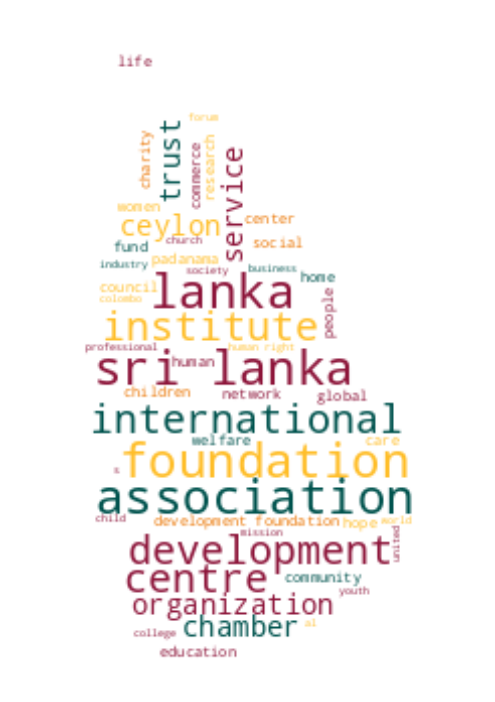 life
forum
trust
charity
commerce
research
service
women
ceylon
center
church
social
fund
padanama
industry
society
business
home
council
lanka
people
colombo
institute
professional
human right
human
sri lanka
children
network
global
international
welfare
care
foundation
s
association
child
development foundation
hope
world
mission
united
development
centre
community
youth
organization
chamber
al
college
education